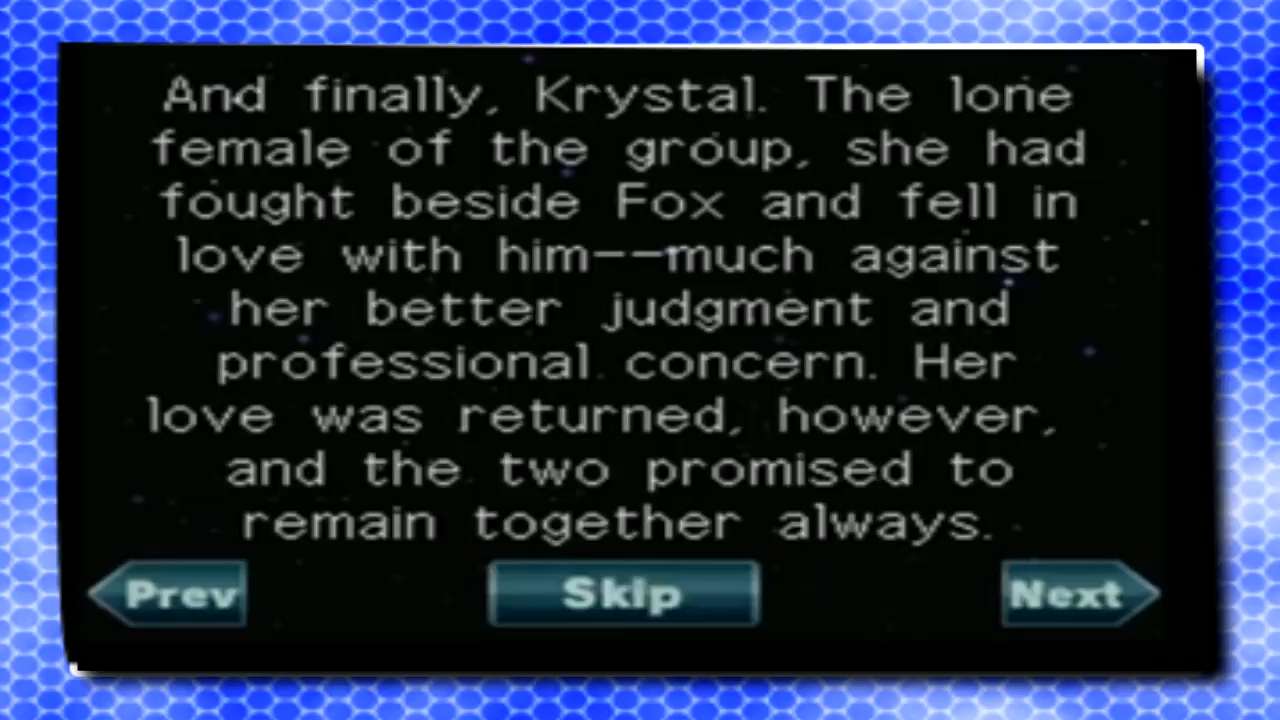 And finally, Krystal. The lone
female of the group, she had
fought beside Fox and fell in
love with him--much against
her better judgment and
professional concern. Her
love was returned, however,
and the two promised to
remain together always.
Prev Skip Next